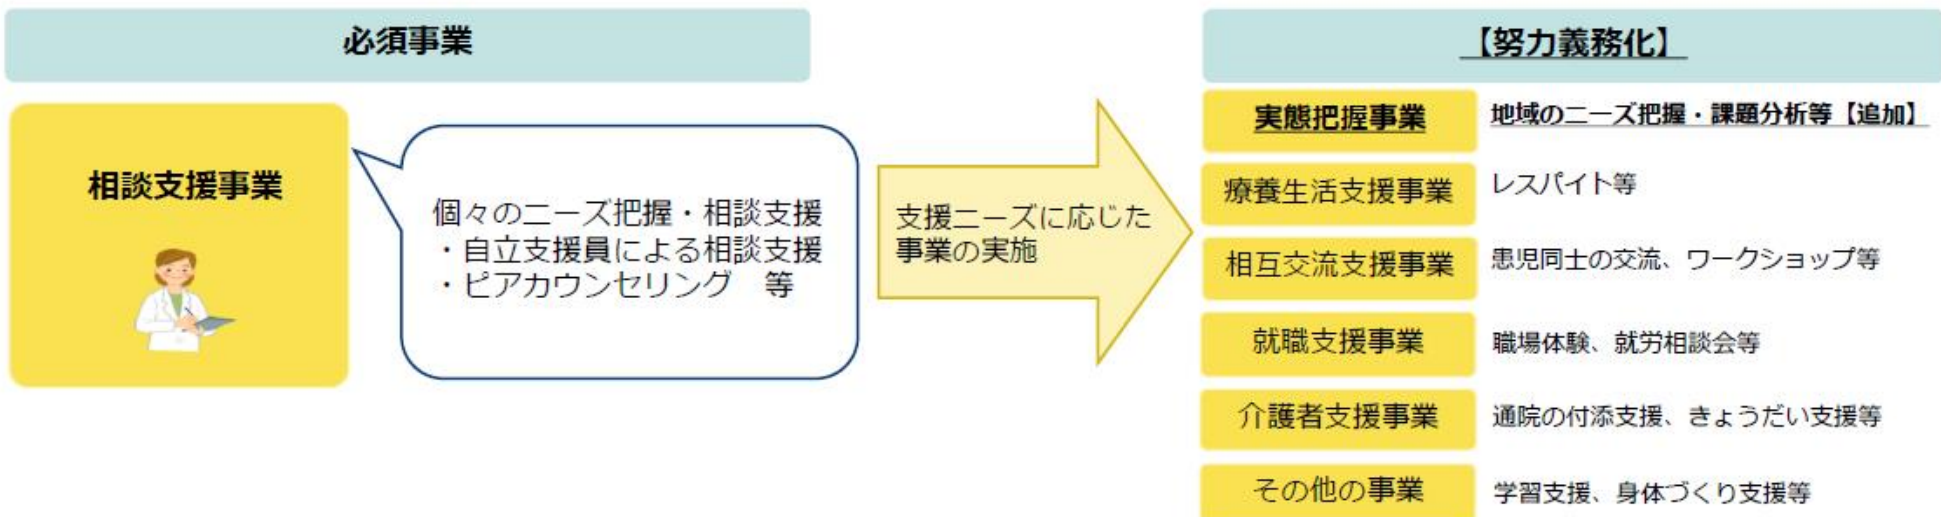 必須事業
相談支援事業
個々のニーズ把握・相談支援
・自立支援員による相談支援
・ピアカウンセリング　等
支援ニーズに応じた
事業の実施
【努力義務化】
実態把握事業
地域のニーズ把握・課題分析等【追加】
療養生活支援事業
レスパイト等
相互交流支援事業
患児同士の交流、ワークショップ等
就職支援事業
職場体験、就労相談会等
介護者支援事業
通院の付添支援、きょうだい支援等
その他の事業
学習支援、身体づくり支援等